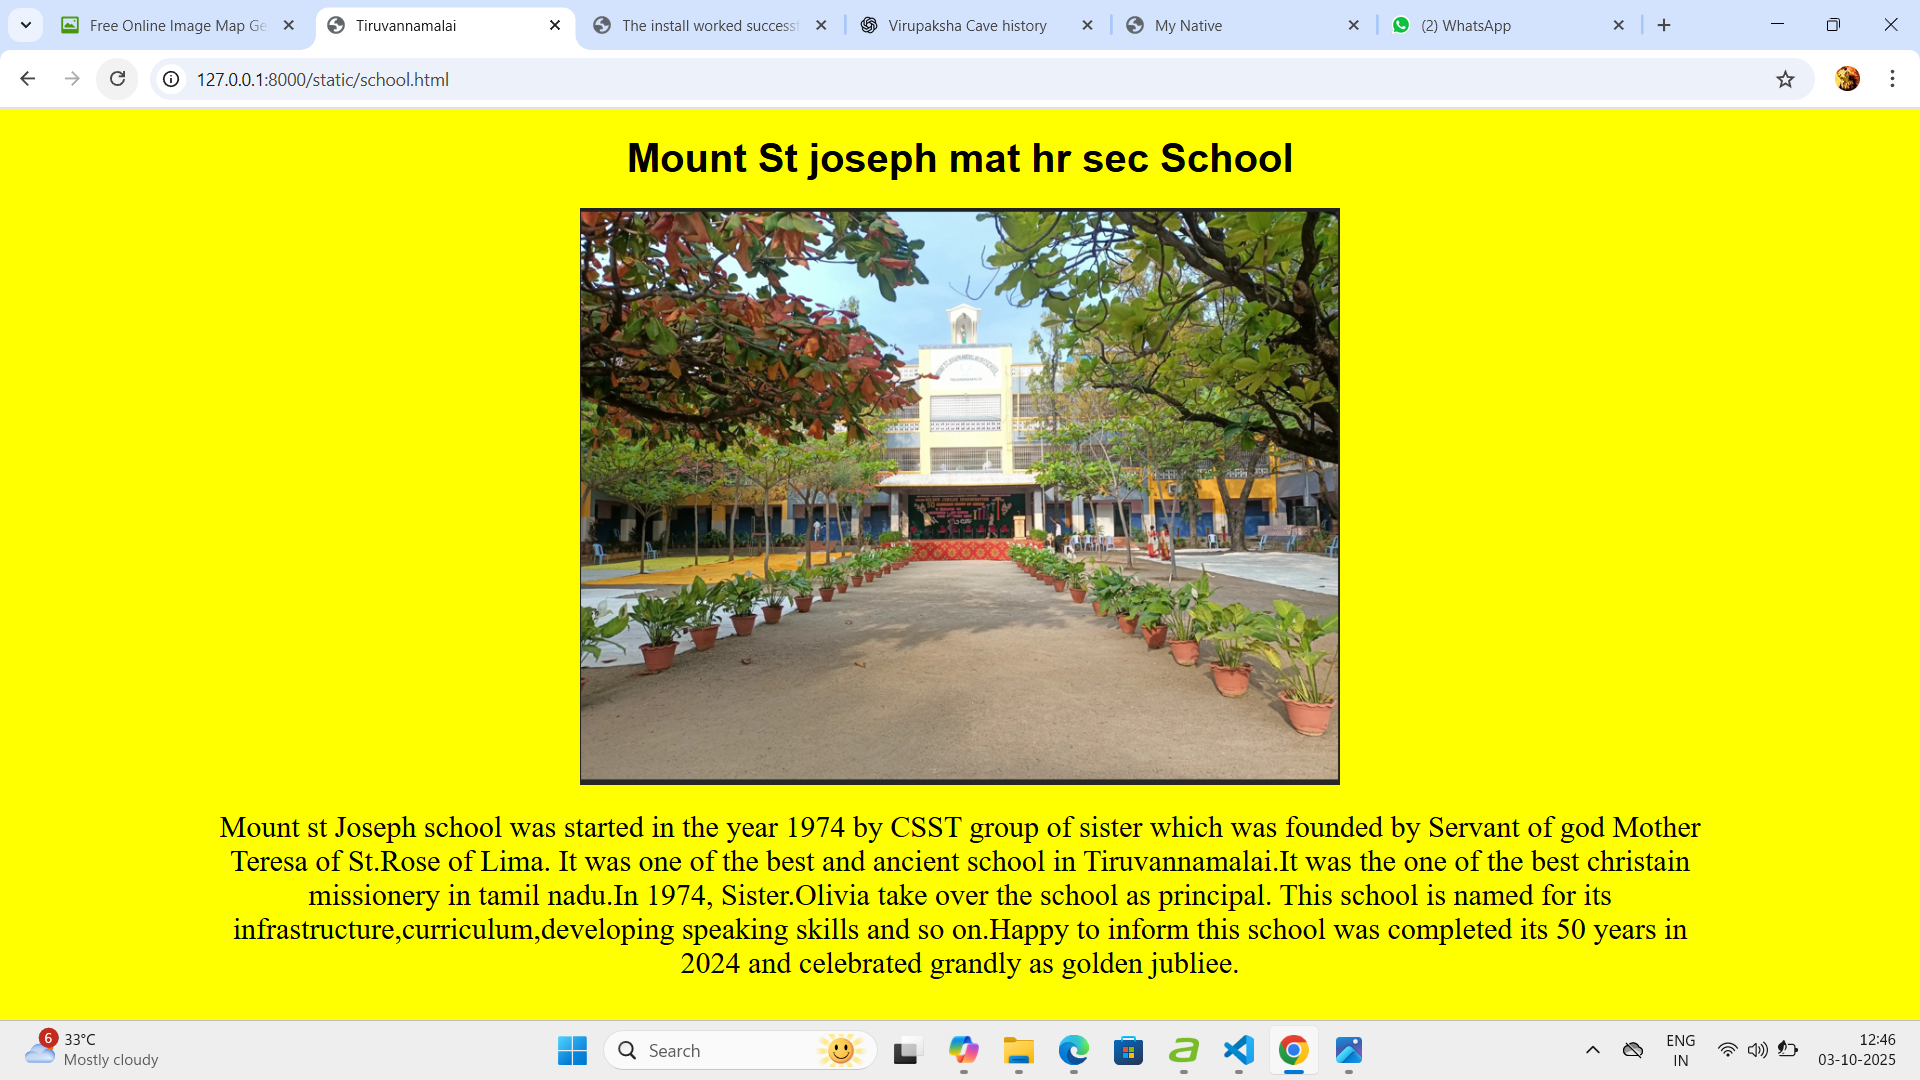 Free Online Image Map Ge
Tiruvannamalai
The install worked successf
Virupaksha Cave history
My Native
(2) WhatsApp
127.0.0.1:8000/static/school.html
Mount St joseph mat hr sec School
Mount st Joseph school was started in the year 1974 by CSST group of sister which was founded by Servant of god Mother
Teresa of St.Rose of Lima. It was one of the best and ancient school in Tiruvannamalai.It was the one of the best christain
missionery in tamil nadu.In 1974, Sister.Olivia take over the school as principal. This school is named for its
infrastructure,curriculum,developing speaking skills and so on.Happy to inform this school was completed its 50 years in
2024 and celebrated grandly as golden jubliee.
6
33°C
Mostly cloudy
Search
ENG
IN
12:46
03-10-2025